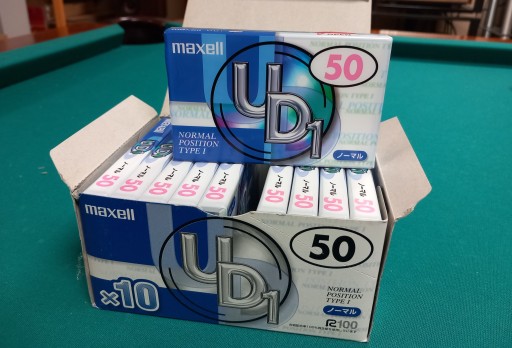 maxell
50
UD1
NORMAL
POSITION
TYPE I
ノーマル
50
50
50
50
50
50
50
50
50
maxell
50
UD1
×10
NORMAL
POSITION
TYPE I
ノーマル
R100